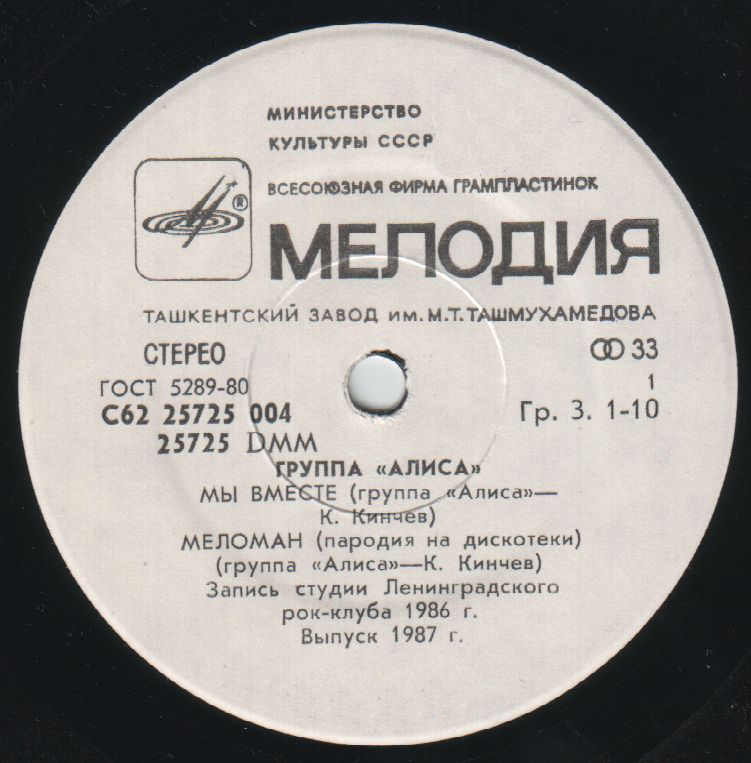 МИНИСТЕРСТВО
КУЛЬТУРЫ СССР
ВСЕСОЮЗНАЯ ФИРМА ГРАМПЛАСТИНОК
®
МЕЛОДИЯ
ТАШКЕНТСКИЙ ЗАВОД им. М.Т. ТАШМУХАМЕДОВА
СТЕРЕО 33
ГОСТ 5289-80 1
С62 25725 004 Гр. 3. 1-10
25725 DMM
ГРУППА «АЛИСА»
МЫ ВМЕСТЕ (группа «Алиса»—
К. Кинчев)
МЕЛОМАН (пародия на дискотеки)
(группа «Алиса»—К. Кинчев)
Запись студии Ленинградского
рок-клуба 1986 г.
Выпуск 1987 г.